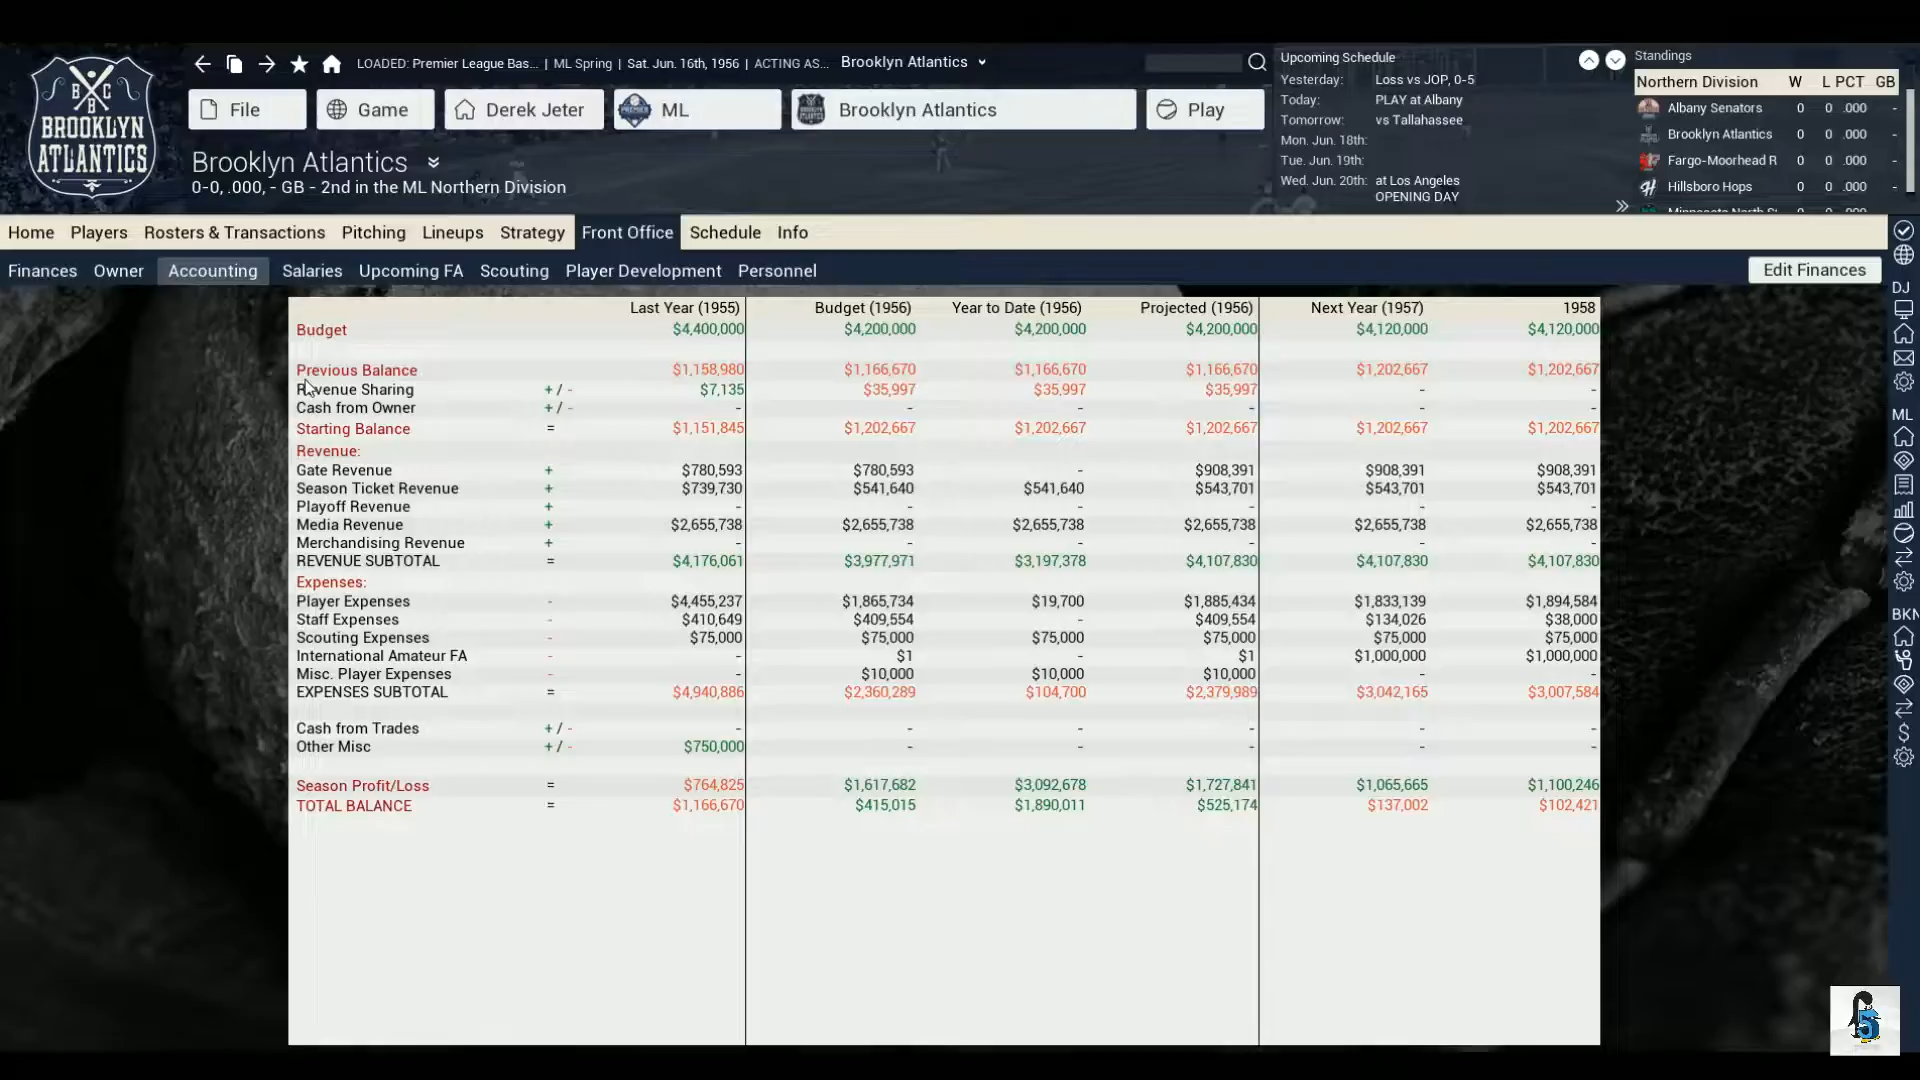 BROOKLYN
ATLANTICS
LOADED: Premier League Bas... | ML Spring | Sat. Jun. 16th, 1956 | ACTING AS... Brooklyn Atlantics
File Game Derek Jeter ML Brooklyn Atlantics Play
Brooklyn Atlantics
0-0, .000, - GB - 2nd in the ML Northern Division
Upcoming Schedule
Yesterday: Loss vs JOP, 0-5
Today: PLAY at Albany
Tomorrow: vs Tallahassee
Mon. Jun. 18th:
Tue. Jun. 19th:
Wed. Jun. 20th: at Los Angeles
OPENING DAY
Standings
Northern Division W L PCT GB
Albany Senators 0 0 .000 -
Brooklyn Atlantics 0 0 .000 -
Fargo-Moorhead R 0 0 .000 -
Hillsboro Hops 0 0 .000 -
Home Players Rosters & Transactions Pitching Lineups Strategy Front Office Schedule Info
Finances Owner Accounting Salaries Upcoming FA Scouting Player Development Personnel Edit Finances
Last Year (1955) Budget (1956) Year to Date (1956) Projected (1956) Next Year (1957) 1958
Budget $4,400,000 $4,200,000 $4,200,000 $4,200,000 $4,120,000 $4,120,000
Previous Balance $1,158,980 $1,166,670 $1,166,670 $1,166,670 $1,202,667 $1,202,667
Revenue Sharing + / - $7,135 $35,997 $35,997 $35,997 - -
Cash from Owner + / - - - - - - -
Starting Balance = $1,151,845 $1,202,667 $1,202,667 $1,202,667 $1,202,667 $1,202,667
Revenue:
Gate Revenue + $780,593 $780,593 - $908,391 $908,391 $908,391
Season Ticket Revenue + $739,730 $541,640 $541,640 $543,701 $543,701 $543,701
Playoff Revenue + - - - - - -
Media Revenue + $2,655,738 $2,655,738 $2,655,738 $2,655,738 $2,655,738 $2,655,738
Merchandising Revenue + - - - - - -
REVENUE SUBTOTAL = $4,176,061 $3,977,971 $3,197,378 $4,107,830 $4,107,830 $4,107,830
Expenses:
Player Expenses - $4,455,237 $1,865,734 $19,700 $1,885,434 $1,833,139 $1,894,584
Staff Expenses - $410,649 $409,554 - $409,554 $134,026 $38,000
Scouting Expenses - $75,000 $75,000 $75,000 $75,000 $75,000 $75,000
International Amateur FA - - $1 - $1 $1,000,000 $1,000,000
Misc. Player Expenses - - $10,000 $10,000 $10,000 - -
EXPENSES SUBTOTAL = $4,940,886 $2,360,289 $104,700 $2,379,989 $3,042,165 $3,007,584
Cash from Trades + / - - - - - - -
Other Misc + / - $750,000 - - - - -
Season Profit/Loss = $764,825 $1,617,682 $3,092,678 $1,727,841 $1,065,665 $1,100,246
TOTAL BALANCE = $1,166,670 $415,015 $1,890,011 $525,174 $137,002 $102,421
DJ
ML
BKN